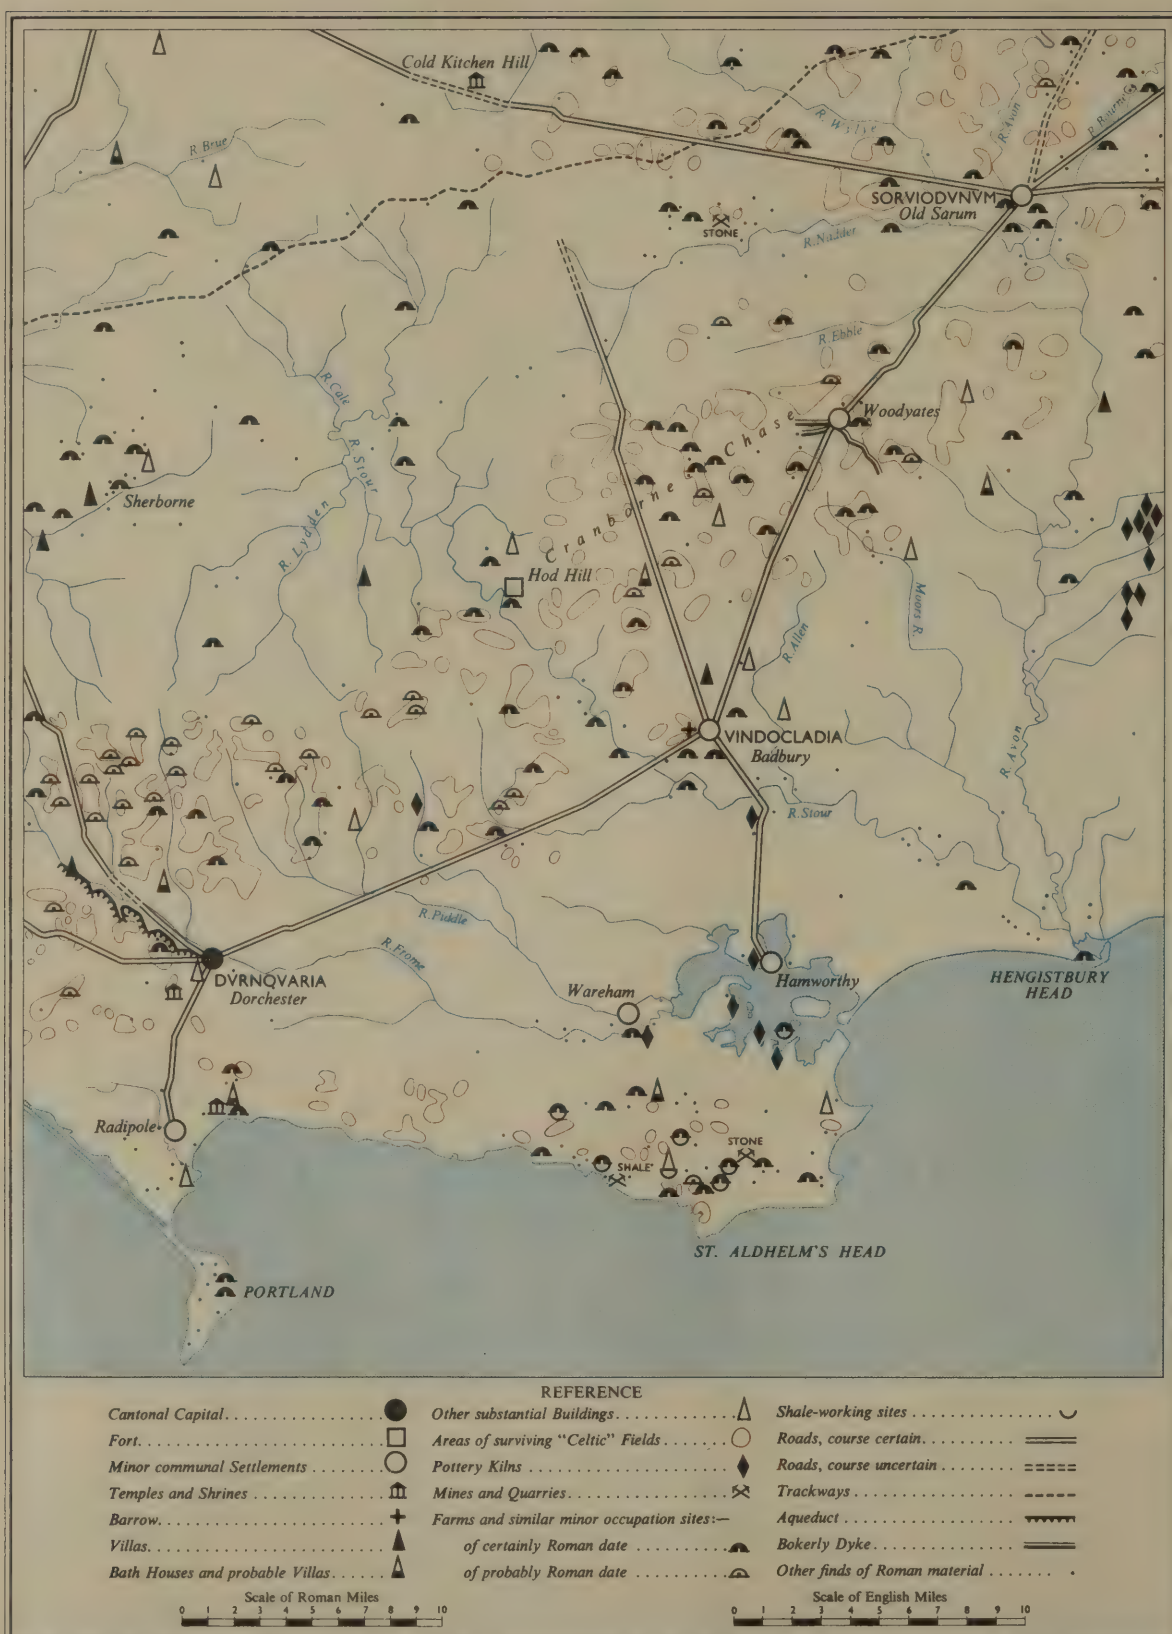 Cold Kitchen Hill
R. Brue
R. Wylye
R. Avon
R. Bourne
SORVIODVNVM
Old Sarum
STONE
R. Nadder
R. Ebble
R. Cale
Woodyates
R. Stour
Cranborne Chase
Sherborne
R. Lydden
Hod Hill
Moors R.
R. Allen
VINDOCLADIA
Badbury
R. Avon
R. Stour
R. Piddle
R. Frome
DVRNQVARIA
Dorchester
Wareham
Hamworthy
HENGISTBURY
HEAD
Radipole
STONE
SHALE
ST. ALDHELM'S HEAD
PORTLAND
REFERENCE
Cantonal Capital
Fort
Minor communal Settlements
Temples and Shrines
Barrow
Villas
Bath Houses and probable Villas
Other substantial Buildings
Areas of surviving "Celtic" Fields
Pottery Kilns
Mines and Quarries
Farms and similar minor occupation sites:—
of certainly Roman date
of probably Roman date
Shale-working sites
Roads, course certain
Roads, course uncertain
Trackways
Aqueduct
Bokerly Dyke
Other finds of Roman material
Scale of Roman Miles
0 1 2 3 4 5 6 7 8 9 10
Scale of English Miles
0 1 2 3 4 5 6 7 8 9 10